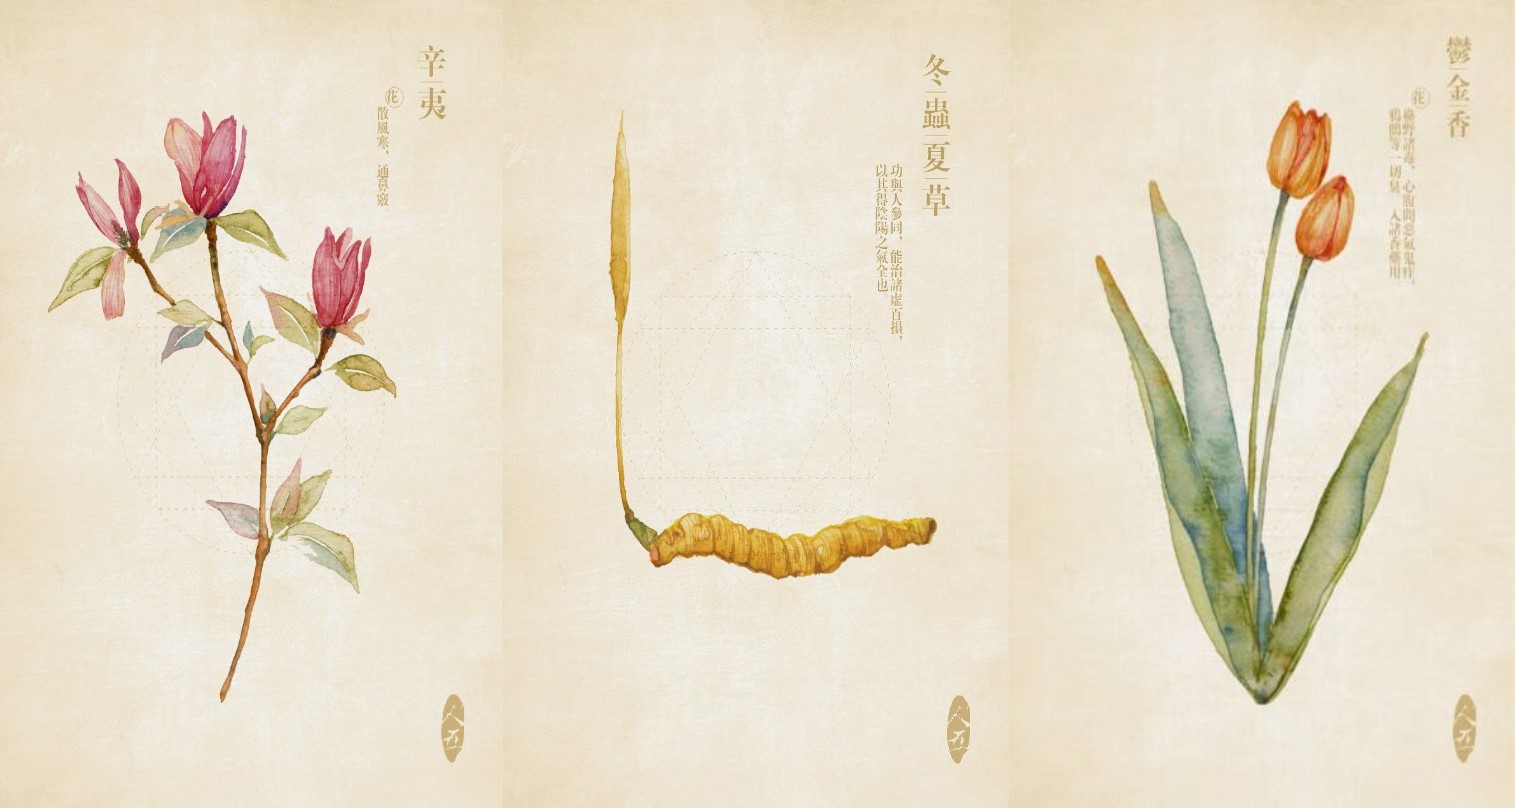 辛夷
花
散風寒，通鼻竅
冬蟲夏草
功與人參同，能治諸虛百損，
以其得陰陽之氣全也
鬱金香
花
蟲野諸毒，心腹間惡氣鬼疰，
鴉鶻等一切臭，入諸香藥用